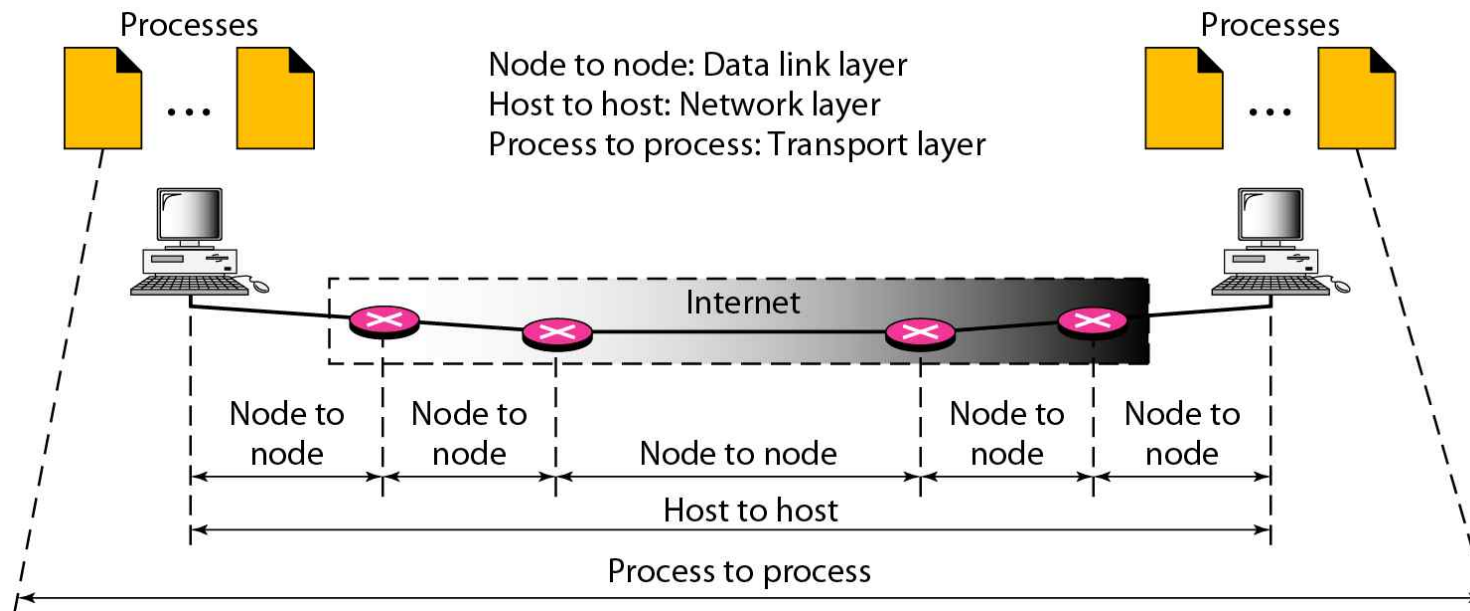 Processes
Processes
Node to node: Data link layer
Host to host: Network layer
Process to process: Transport layer
Internet
Node to
node
Node to
node
Node to node
Node to
node
Node to
node
Host to host
Process to process